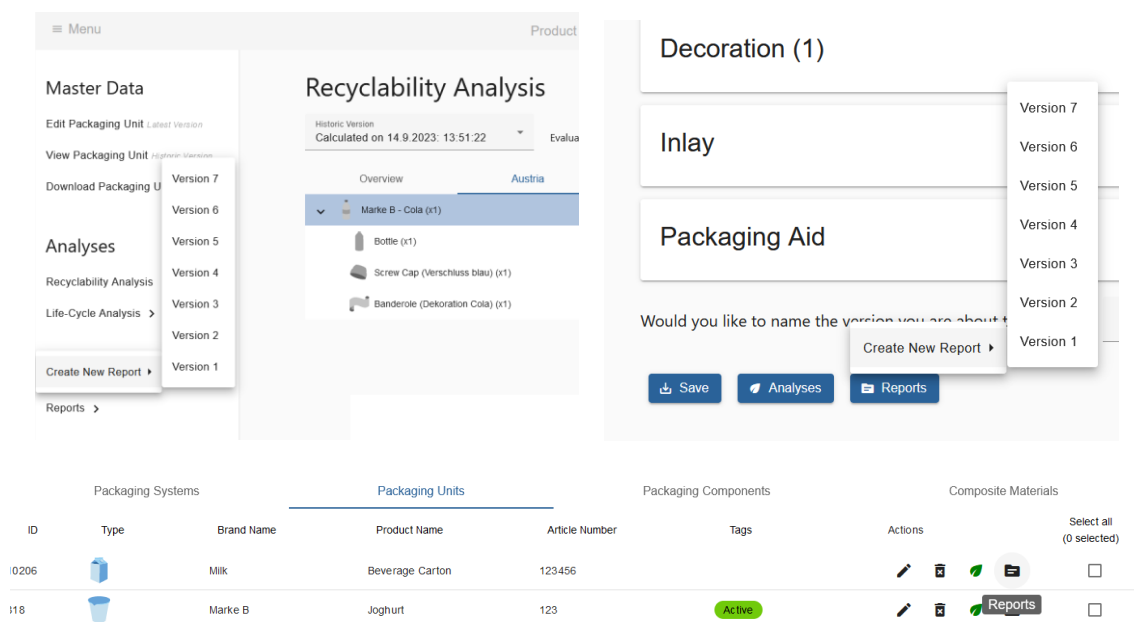 ≡ Menu
Product
Master Data
Edit Packaging Unit Latest Version
View Packaging Unit Historic Version
Download Packaging U
Analyses
Recyclability Analysis
Life-Cycle Analysis >
Create New Report
Reports >
Version 7
Version 6
Version 5
Version 4
Version 3
Version 2
Version 1
Recyclability Analysis
Historic Version
Calculated on 14.9.2023: 13:51:22
Evalua
Overview
Austria
Marke B - Cola (x1)
Bottle (x1)
Screw Cap (Verschluss blau) (x1)
Banderole (Dekoration Cola) (x1)
Decoration (1)
Inlay
Packaging Aid
Would you like to name the version you are about t
Create New Report
Version 7
Version 6
Version 5
Version 4
Version 3
Version 2
Version 1
Save
Analyses
Reports
Packaging Systems
Packaging Units
Packaging Components
Composite Materials
ID Type Brand Name Product Name Article Number Tags Actions Select all
(0 selected)
10206 Milk Beverage Carton 123456
Reports
318 Marke B Joghurt 123 Active